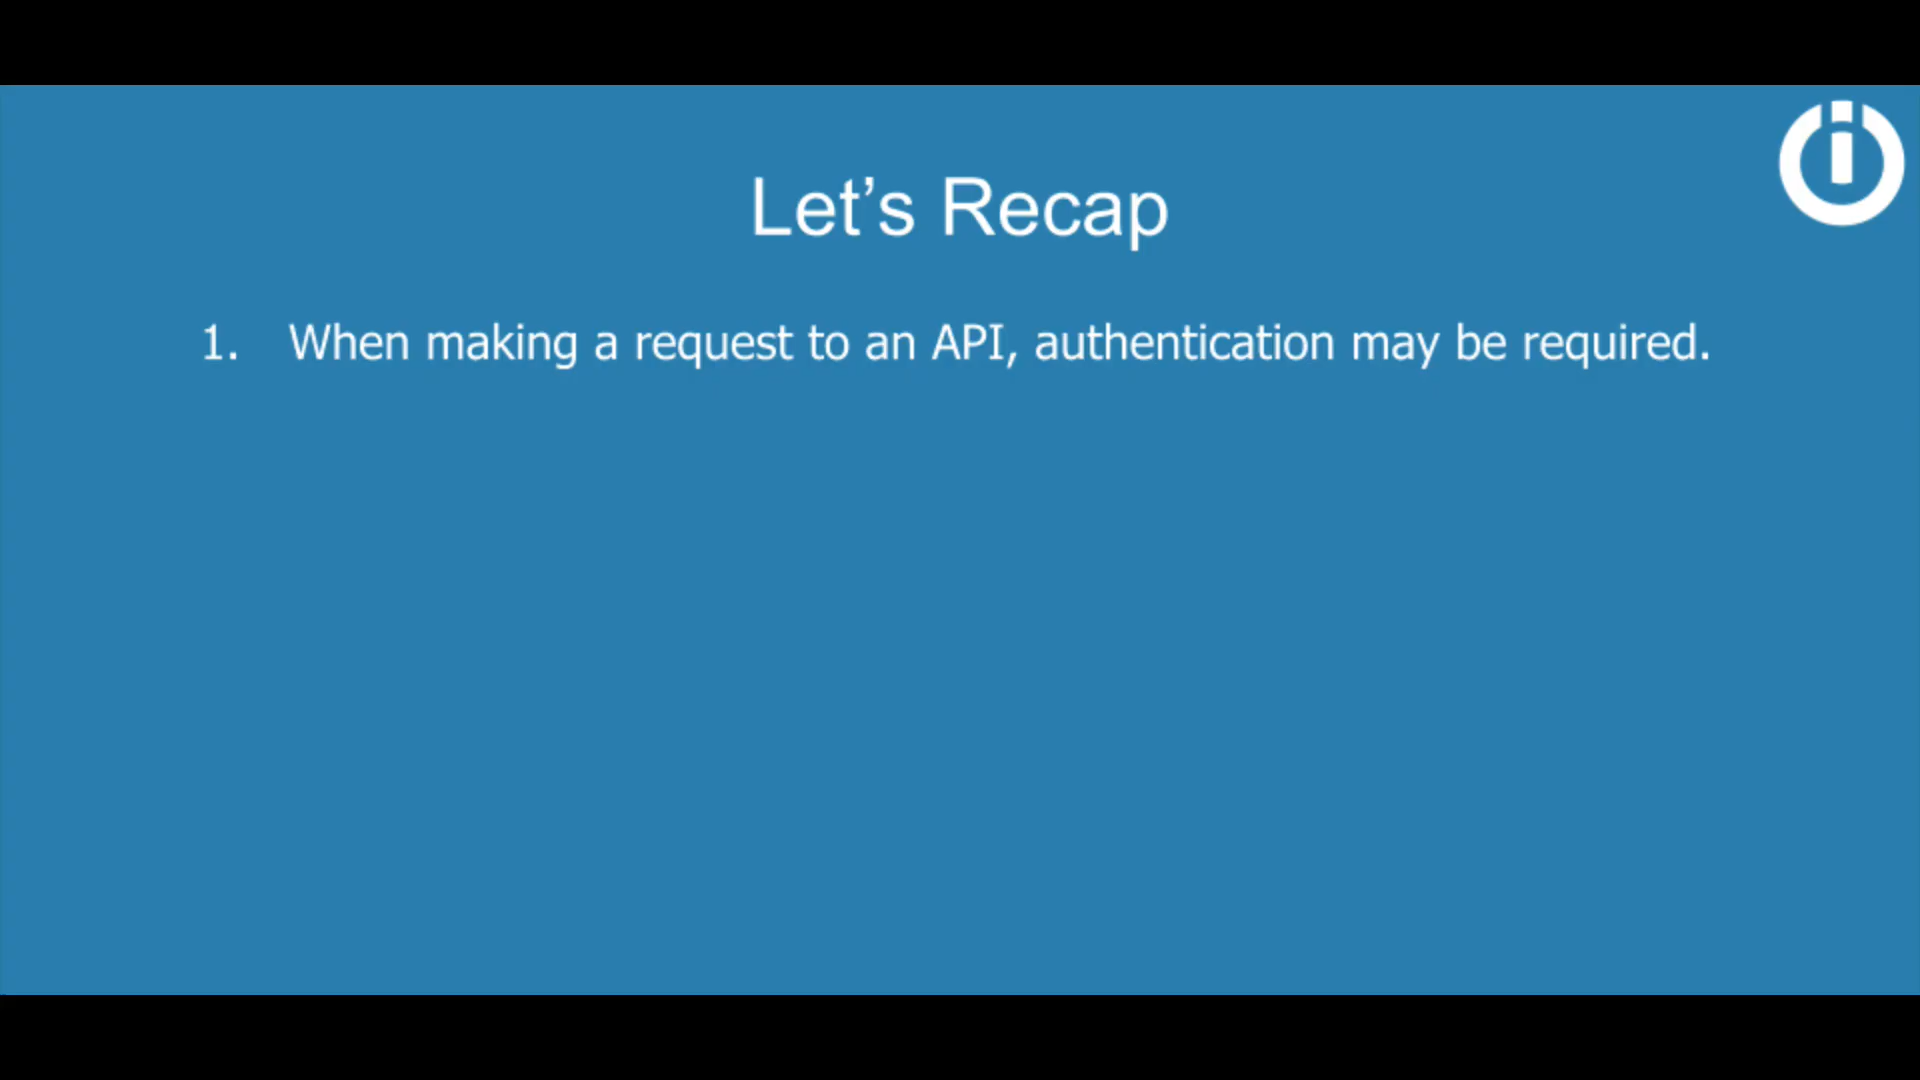 Let’s Recap
1. When making a request to an API, authentication may be required.